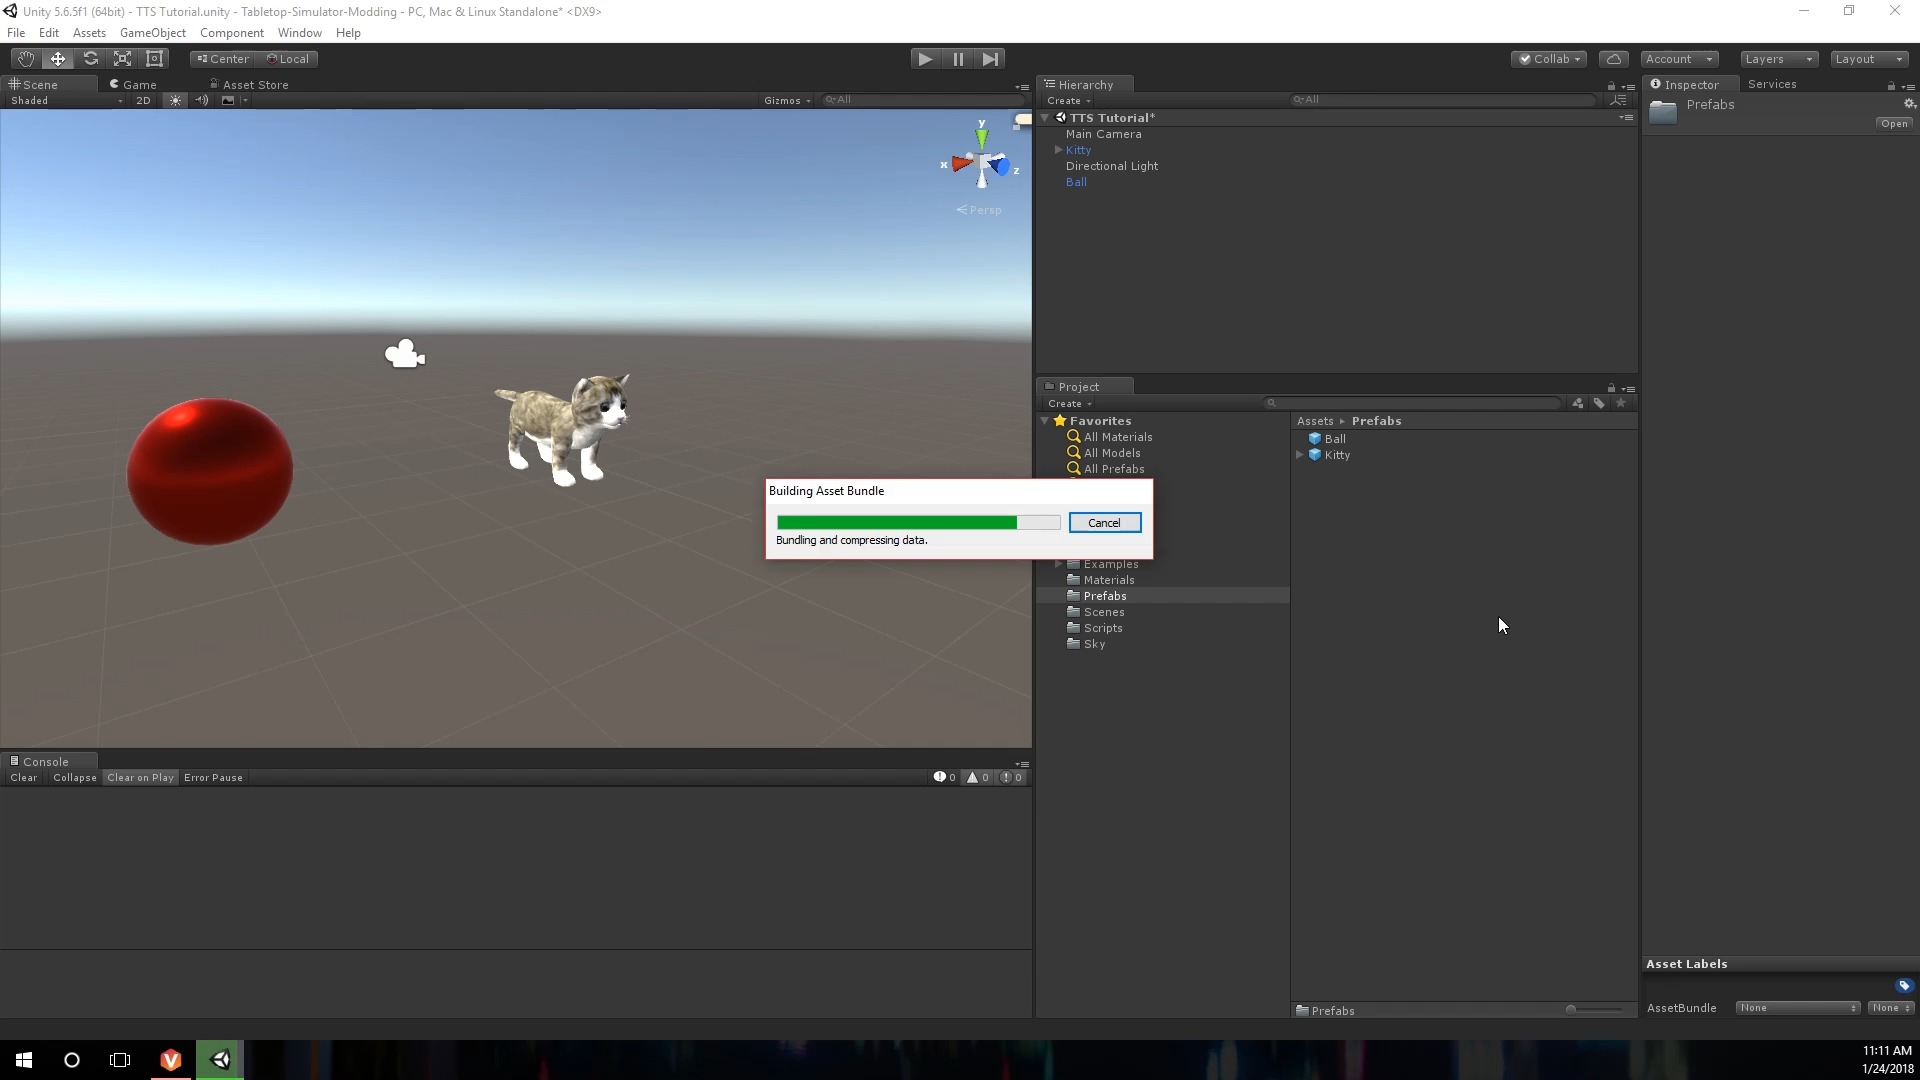 Unity 5.6.5f1 (64bit) - TTS Tutorial.unity - Tabletop-Simulator-Modding - PC, Mac & Linux Standalone* <DX9>
File Edit Assets GameObject Component Window Help
Center Local Collab Account Layers Layout
Scene Game Asset Store
Shaded 2D Gizmos All
y
x
z
Persp
Hierarchy
Create All
TTS Tutorial*
Main Camera
Kitty
Directional Light
Ball
Inspector Services
Prefabs
Open
Project
Create
Favorites
All Materials
All Models
All Prefabs
Assets Prefabs
Ball
Kitty
Building Asset Bundle
Cancel
Bundling and compressing data.
Examples
Materials
Prefabs
Scenes
Scripts
Sky
Prefabs
Console
Clear Collapse Clear on Play Error Pause 0 0 0
Asset Labels
AssetBundle None None
11:11 AM
1/24/2018